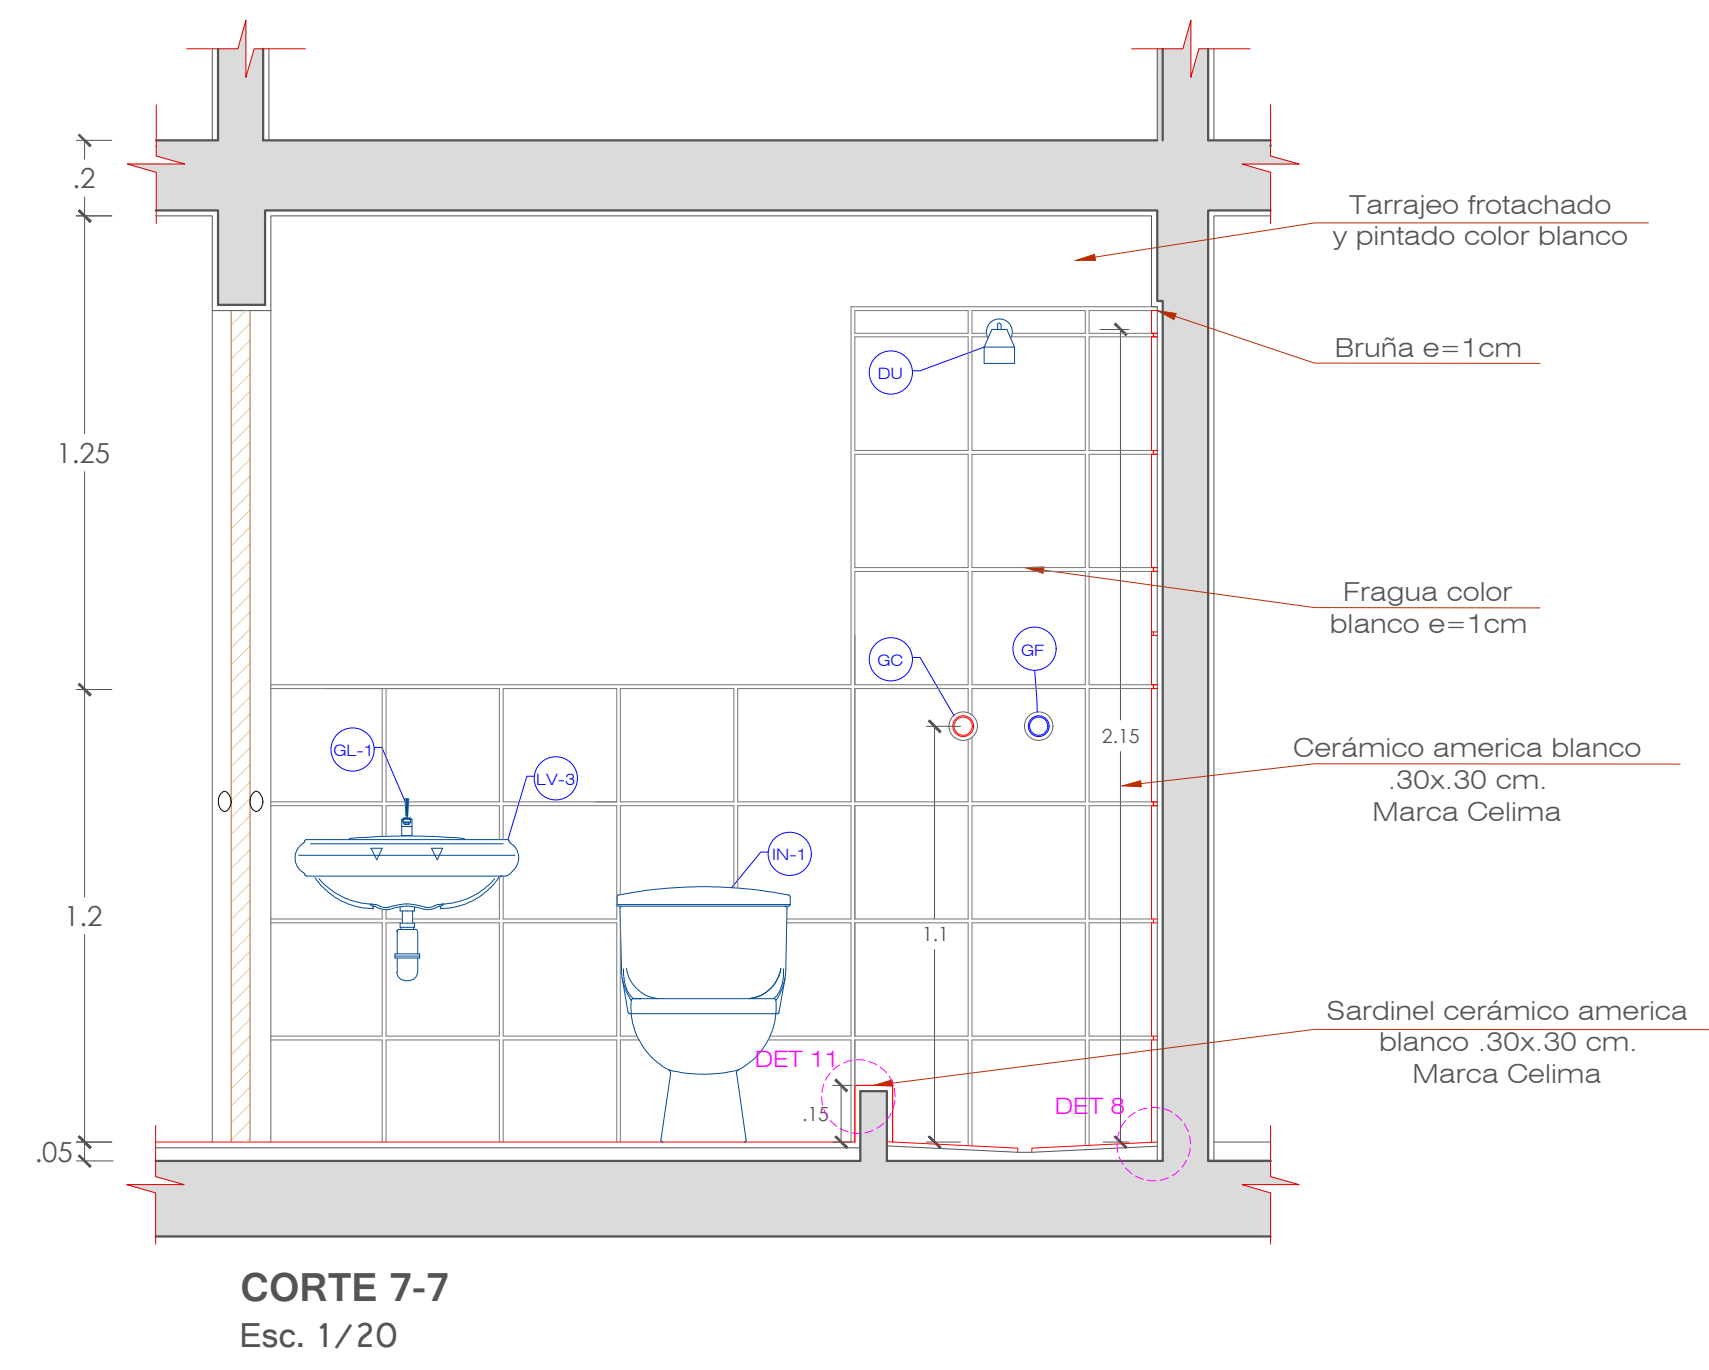 .2
Tarrajeo frotachado
y pintado color blanco
Bruña e=1cm
DU
1.25
Fragua color
blanco e=1cm
GC
GF
2.15
GL-1
LV-3
Cerámico america blanco
.30x.30 cm.
Marca Celima
IN-1
1.2
1.1
Sardinel cerámico america
blanco .30x.30 cm.
Marca Celima
DET 11
.15
DET 8
.05
CORTE 7-7
Esc. 1/20